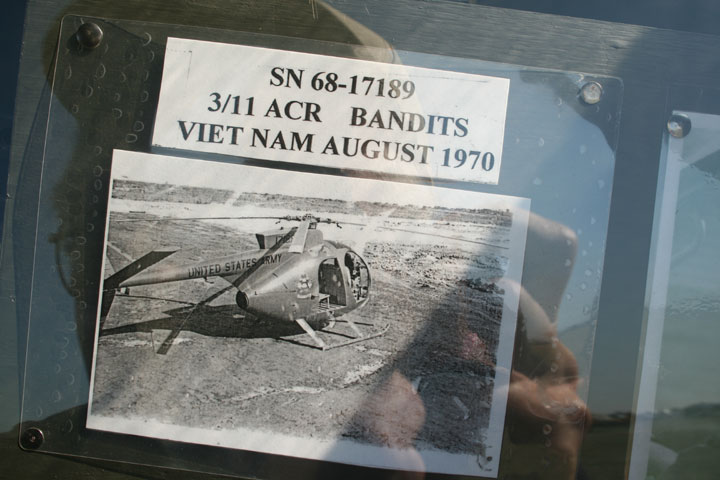 SN 68-17189
3/11 ACR BANDITS
VIET NAM AUGUST 1970
UNITED STATES ARMY